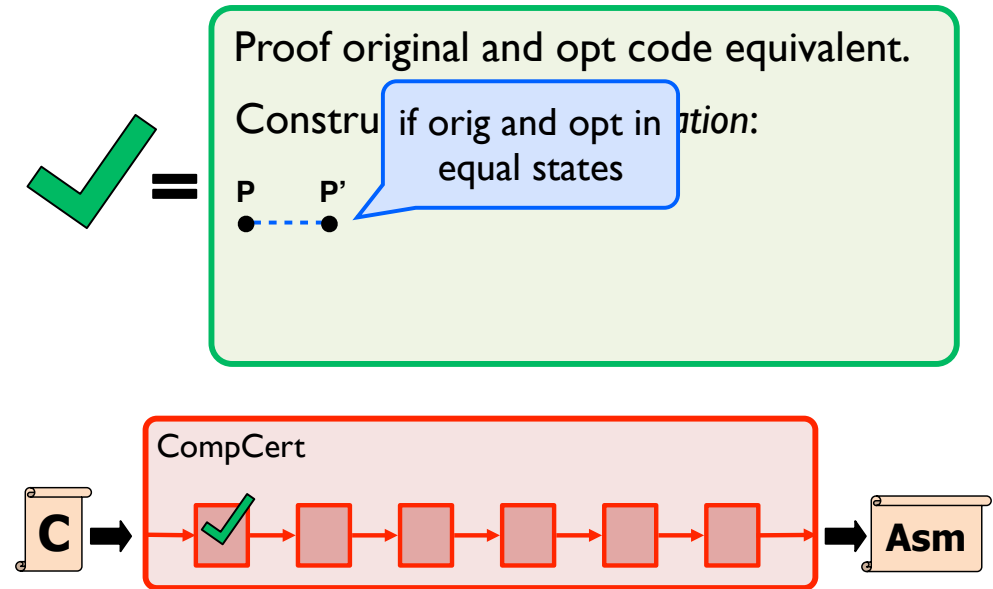 Proof original and opt code equivalent.
Constru ation:
if orig and opt in
equal states
=
P P’
CompCert
C
Asm